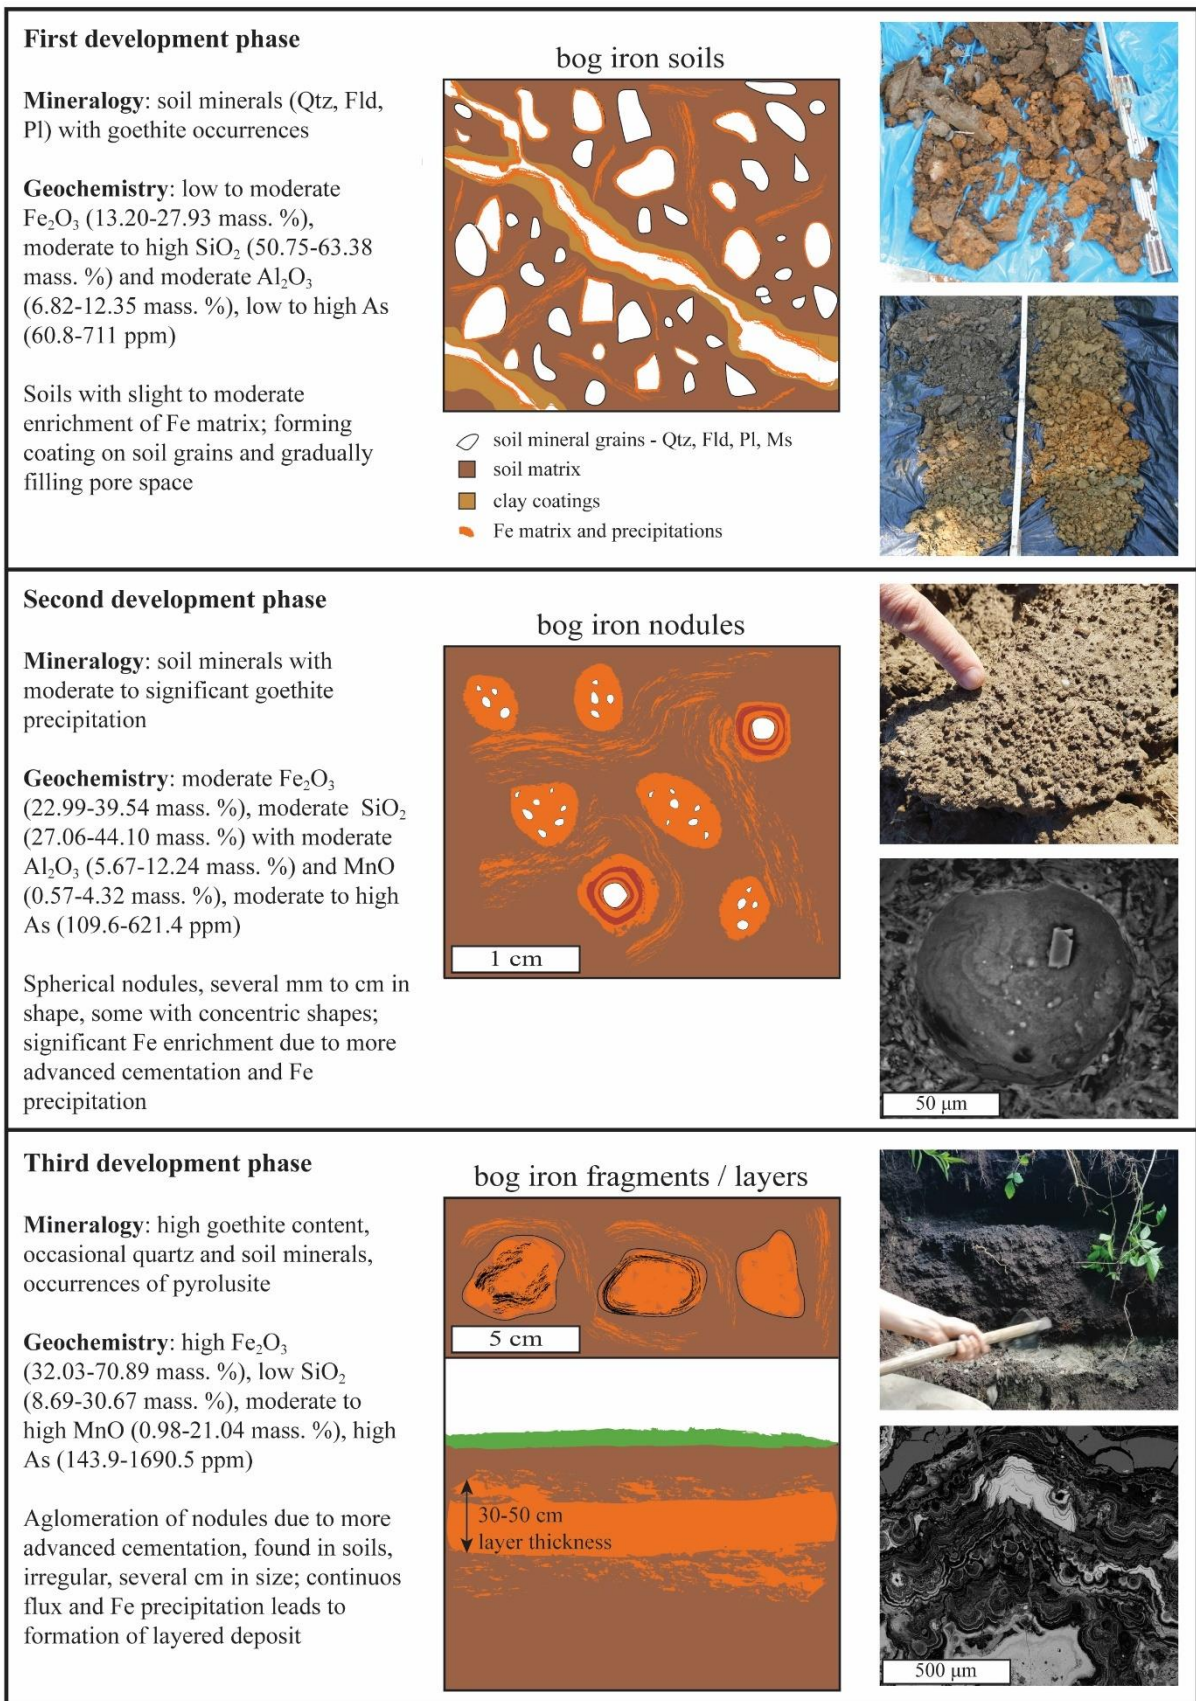 First development phase
Mineralogy: soil minerals (Qtz, Fld,
Pl) with goethite occurrences
Geochemistry: low to moderate
Fe₂O₃ (13.20-27.93 mass. %),
moderate to high SiO₂ (50.75-63.38
mass. %) and moderate Al₂O₃
(6.82-12.35 mass. %), low to high As
(60.8-711 ppm)
Soils with slight to moderate
enrichment of Fe matrix; forming
coating on soil grains and gradually
filling pore space
bog iron soils
soil mineral grains - Qtz, Fld, Pl, Ms
soil matrix
clay coatings
Fe matrix and precipitations
Second development phase
Mineralogy: soil minerals with
moderate to significant goethite
precipitation
Geochemistry: moderate Fe₂O₃
(22.99-39.54 mass. %), moderate SiO₂
(27.06-44.10 mass. %) with moderate
Al₂O₃ (5.67-12.24 mass. %) and MnO
(0.57-4.32 mass. %), moderate to high
As (109.6-621.4 ppm)
Spherical nodules, several mm to cm in
shape, some with concentric shapes;
significant Fe enrichment due to more
advanced cementation and Fe
precipitation
bog iron nodules
1 cm
50 μm
Third development phase
Mineralogy: high goethite content,
occasional quartz and soil minerals,
occurrences of pyrolusite
Geochemistry: high Fe₂O₃
(32.03-70.89 mass. %), low SiO₂
(8.69-30.67 mass. %), moderate to
high MnO (0.98-21.04 mass. %), high
As (143.9-1690.5 ppm)
Aglomeration of nodules due to more
advanced cementation, found in soils,
irregular, several cm in size; continuos
flux and Fe precipitation leads to
formation of layered deposit
bog iron fragments / layers
5 cm
30-50 cm
layer thickness
500 μm